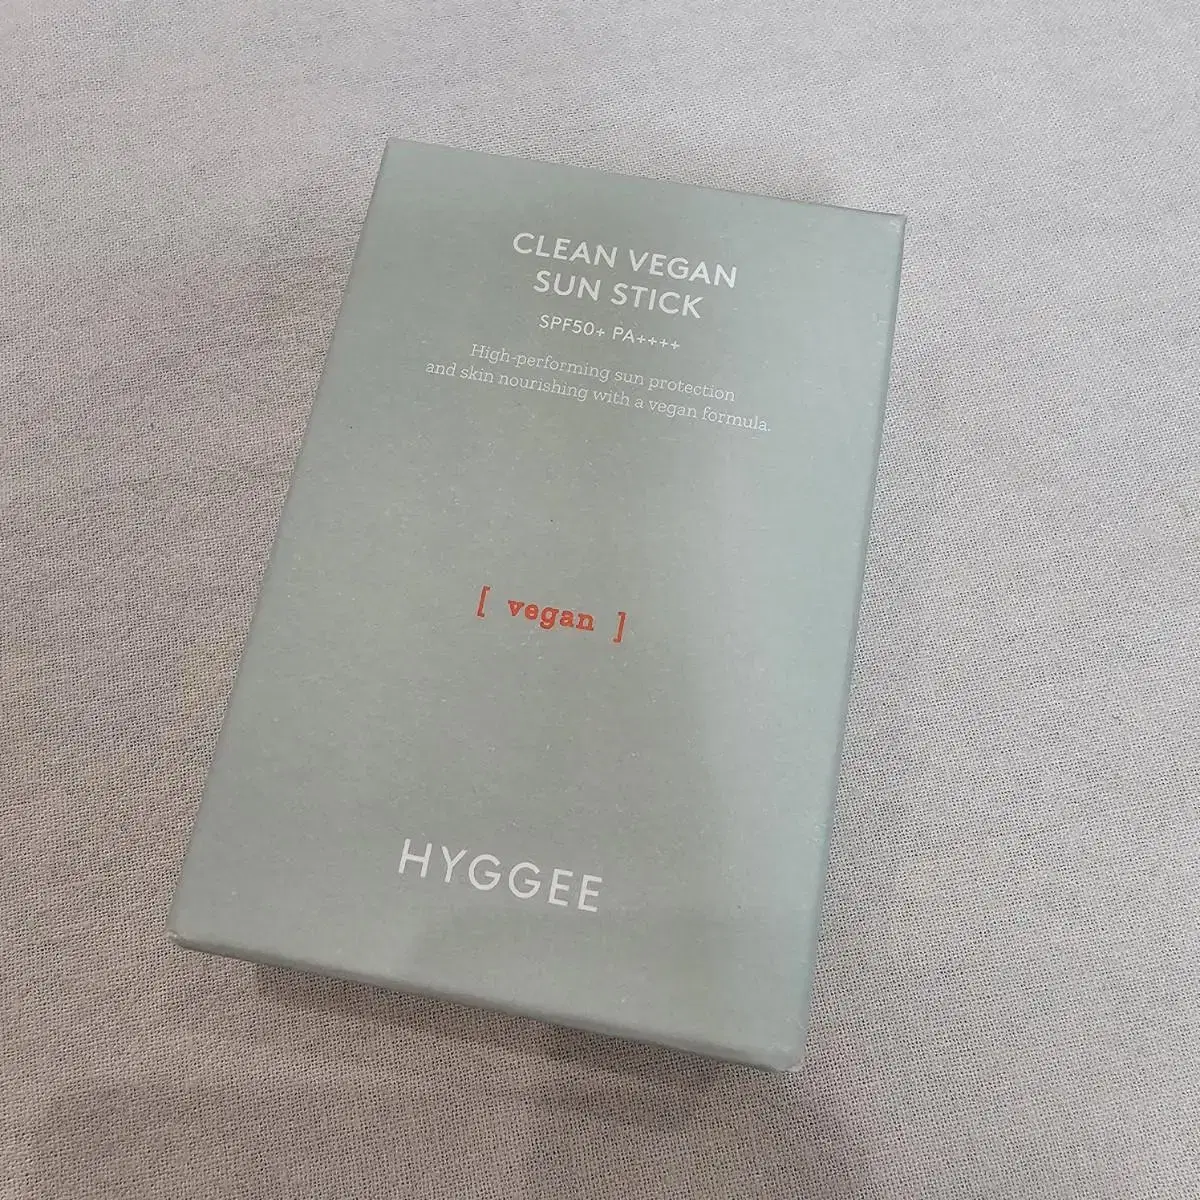 CLEAN VEGAN
SUN STICK
SPF50+ PA++++
High-performing sun protection
and skin nourishing with a vegan formula.
[ vegan ]
HYGGEE